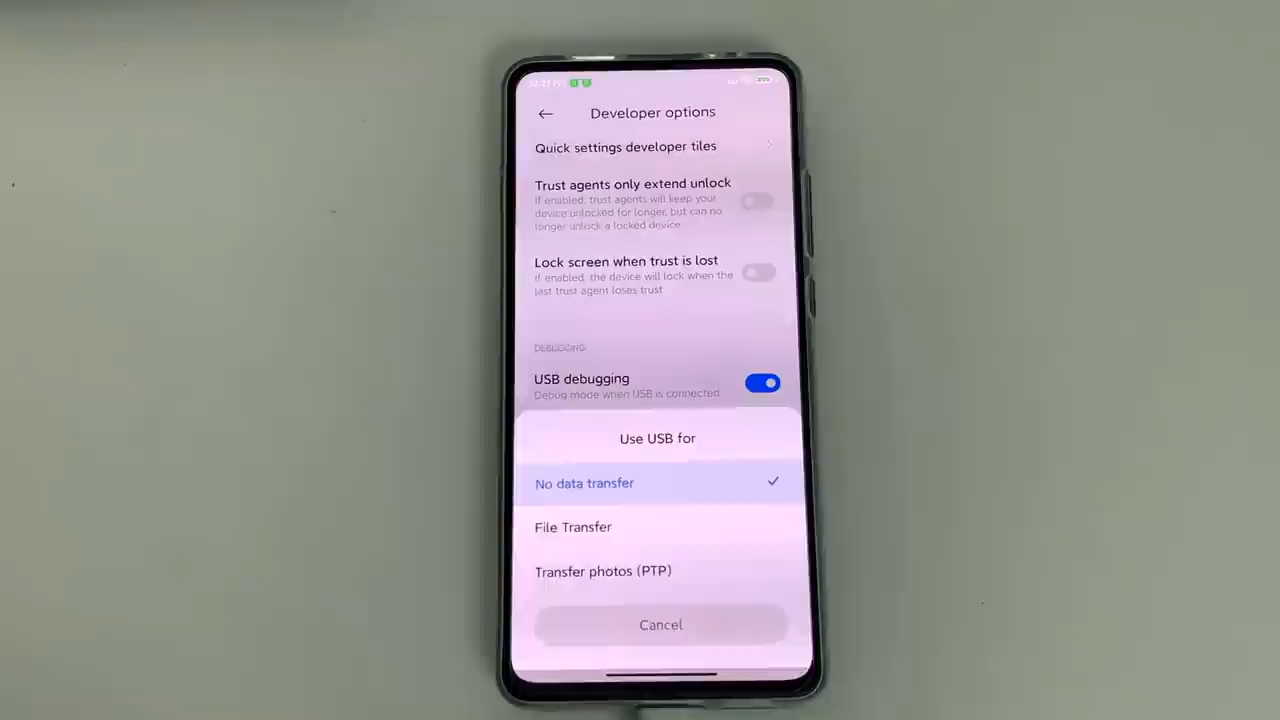 Developer options
Quick settings developer tiles
Trust agents only extend unlock
If enabled, trust agents will keep your
device unlocked for longer, but can no
longer unlock a locked device.
Lock screen when trust is lost
If enabled, the device will lock when the
last trust agent loses trust
DEBUGGING
USB debugging
Debug mode when USB is connected
Use USB for
No data transfer
File Transfer
Transfer photos (PTP)
Cancel